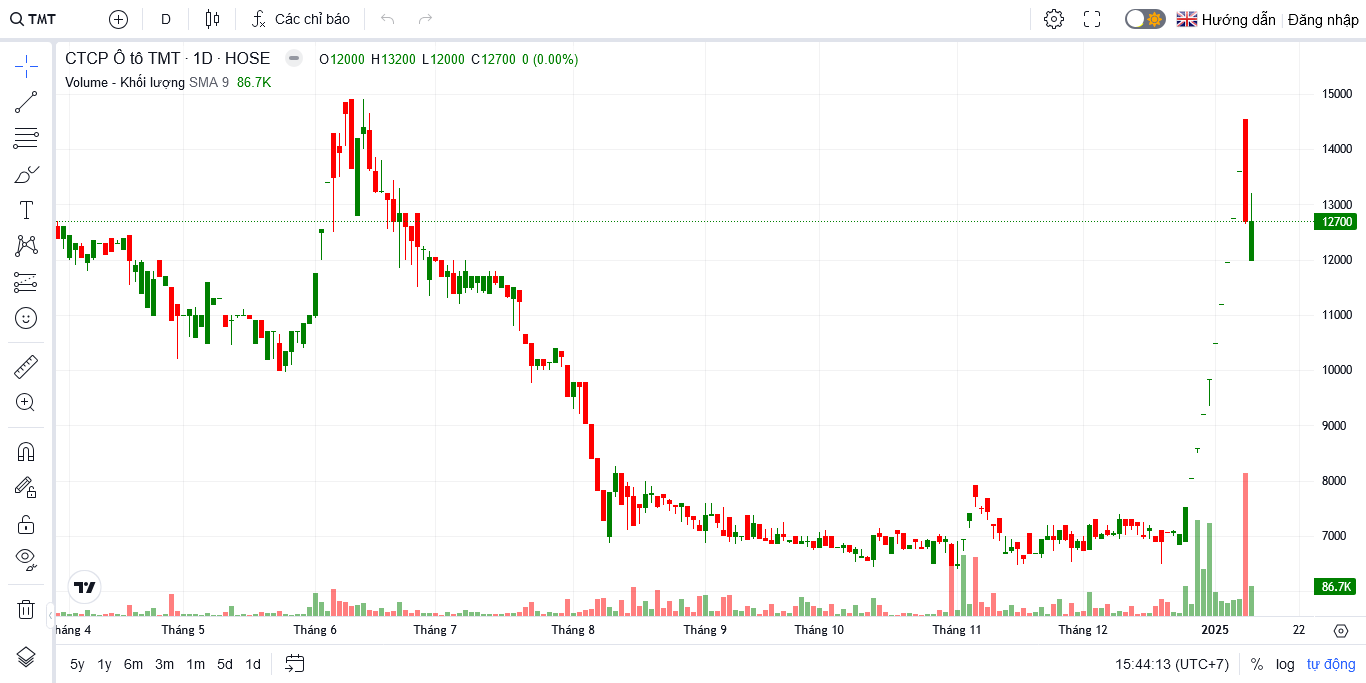 TMT D Các chỉ báo Hướng dẫn Đăng nhập
CTCP Ô tô TMT · 1D · HOSE O12000 H13200 L12000 C12700 0 (0.00%)
Volume - Khối lượng SMA 9 86.7K
15000
14000
13000
12700
12000
11000
10000
9000
8000
7000
86.7K
háng 4 Tháng 5 Tháng 6 Tháng 7 Tháng 8 Tháng 9 Tháng 10 Tháng 11 Tháng 12 2025 22
5y 1y 6m 3m 1m 5d 1d 15:44:13 (UTC+7) % log tự động